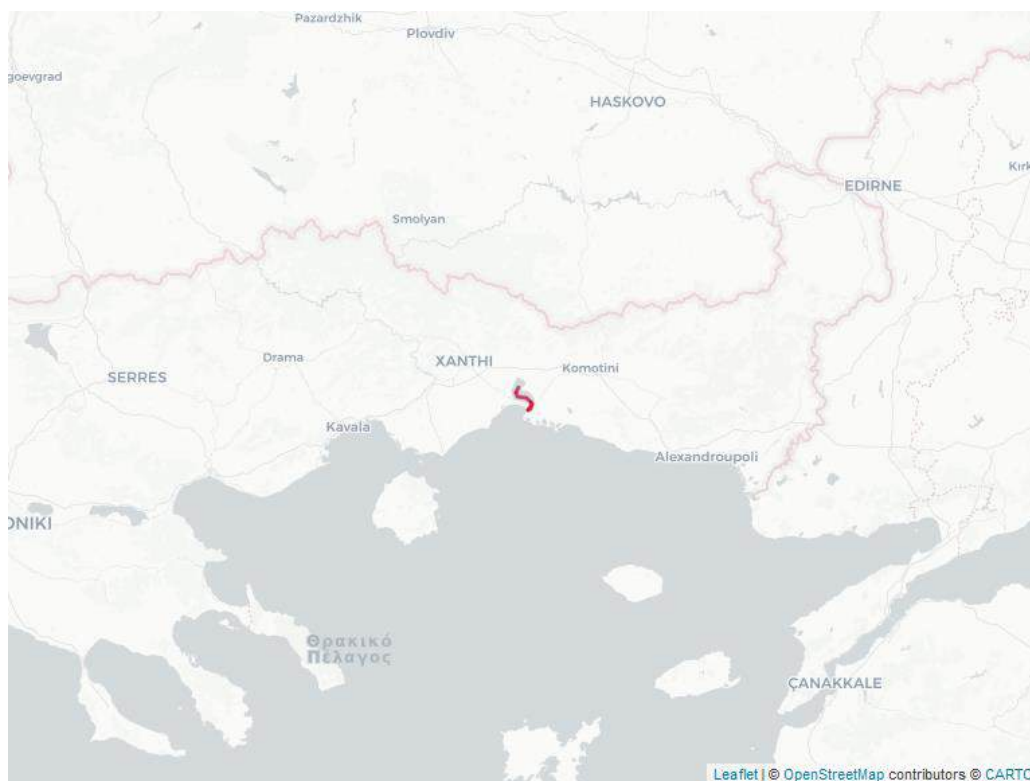 Pazardzhik
Plovdiv
goevgrad
HASKOVO
Kırk
EDIRNE
Smolyan
XANTHI
Drama
Komotini
SERRES
Kavala
Alexandroupoli
ONIKI
Θρακικό
Πέλαγος
ÇANAKKALE
Leaflet | © OpenStreetMap contributors © CARTO